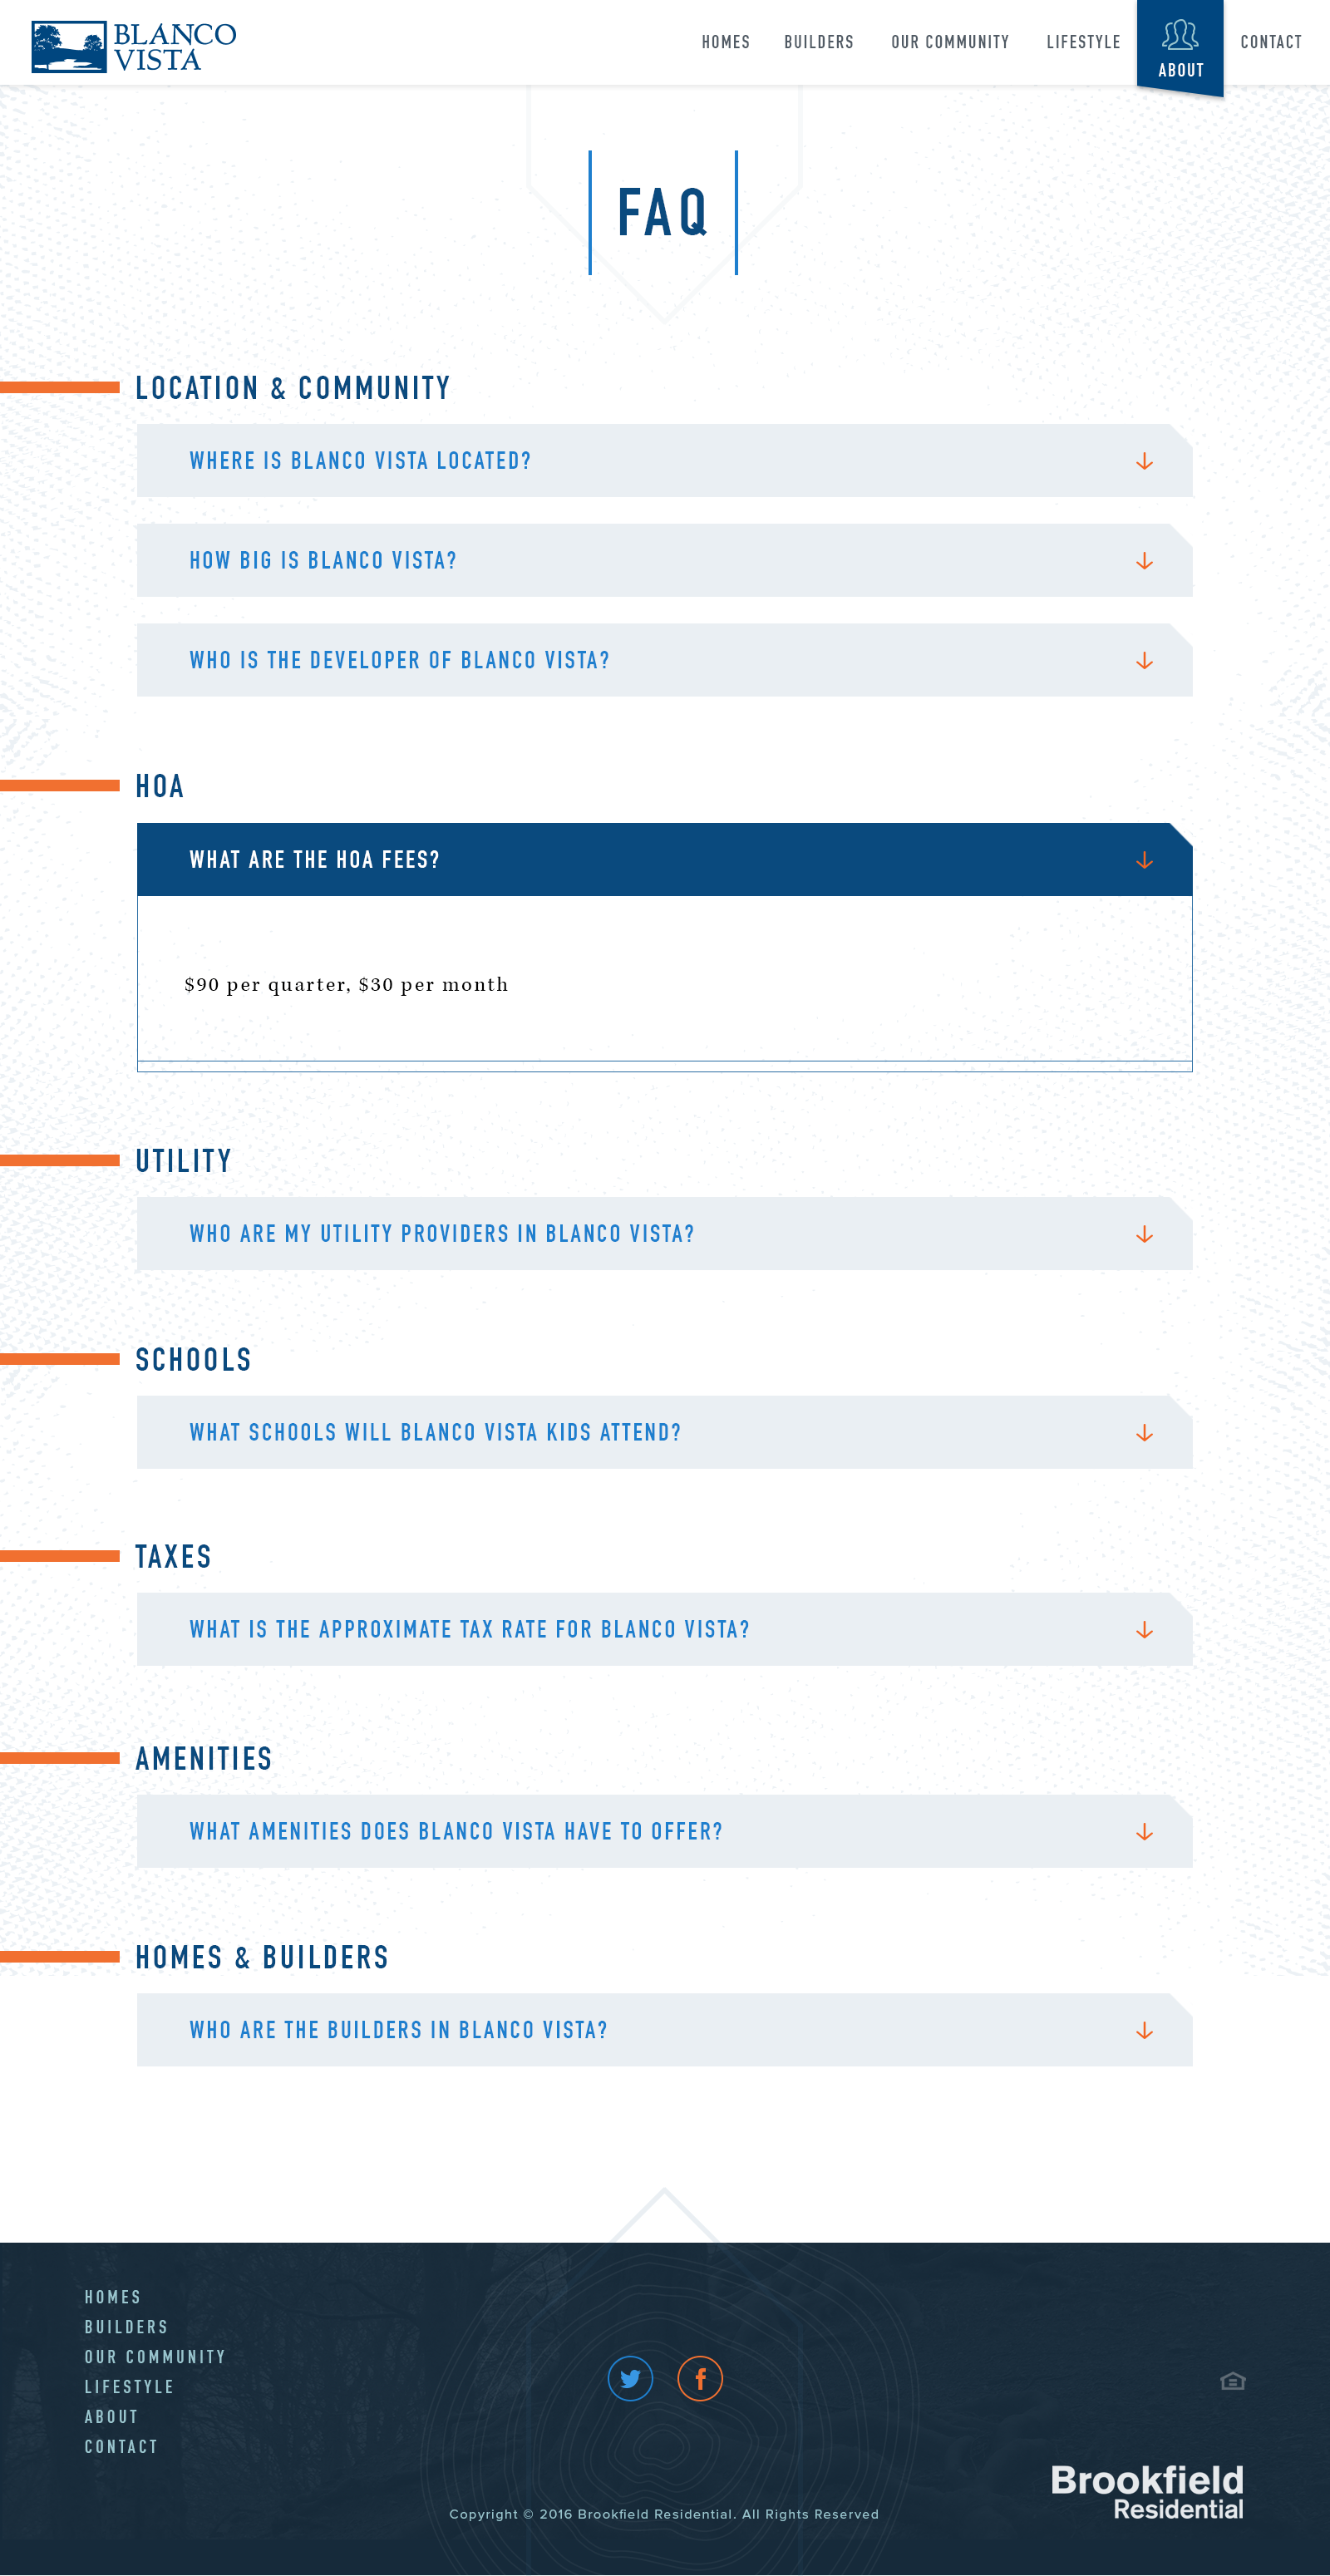 BLANCO
VISTA
HOMES BUILDERS OUR COMMUNITY LIFESTYLE ABOUT CONTACT
FAQ
LOCATION & COMMUNITY
WHERE IS BLANCO VISTA LOCATED?
HOW BIG IS BLANCO VISTA?
WHO IS THE DEVELOPER OF BLANCO VISTA?
HOA
WHAT ARE THE HOA FEES?
$90 per quarter, $30 per month
UTILITY
WHO ARE MY UTILITY PROVIDERS IN BLANCO VISTA?
SCHOOLS
WHAT SCHOOLS WILL BLANCO VISTA KIDS ATTEND?
TAXES
WHAT IS THE APPROXIMATE TAX RATE FOR BLANCO VISTA?
AMENITIES
WHAT AMENITIES DOES BLANCO VISTA HAVE TO OFFER?
HOMES & BUILDERS
WHO ARE THE BUILDERS IN BLANCO VISTA?
HOMES
BUILDERS
OUR COMMUNITY
LIFESTYLE
ABOUT
CONTACT
Copyright © 2016 Brookfield Residential. All Rights Reserved
Brookfield
Residential